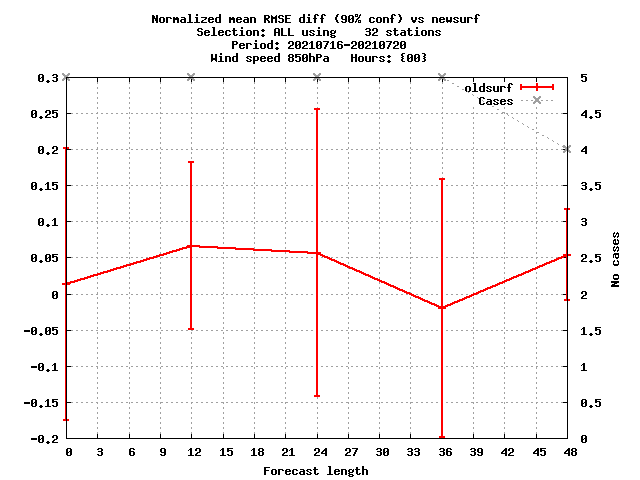 Normalized mean RMSE diff (90% conf) vs newsurf
Selection: ALL using    32 stations
Period: 20210716-20210720
Wind speed 850hPa   Hours: {00}
oldsurf
Cases
0.3
0.25
0.2
0.15
0.1
0.05
0
-0.05
-0.1
-0.15
-0.2
5
4.5
4
3.5
3
2.5
2
1.5
1
0.5
0
No cases
0 3 6 9 12 15 18 21 24 27 30 33 36 39 42 45 48
Forecast length